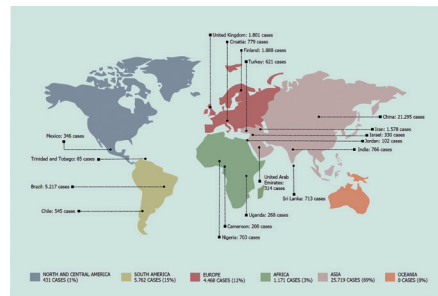 United Kingdom: 1.801 cases
Croatia: 779 cases
Finland: 1.888 cases
Turkey: 621 cases
China: 21.295 cases
Iran: 1.578 cases
Israel: 330 cases
Jordan: 102 cases
India: 766 cases
Mexico: 346 cases
Trinidad and Tobago: 65 cases
United Arab
Emirates:
314 cases
Sri Lanka: 713 cases
Brazil: 5.217 cases
Chile: 545 cases
Uganda: 268 cases
Cameroon: 200 cases
Nigeria: 703 cases
NORTH AND CENTRAL AMERICA
431 CASES (1%)
SOUTH AMERICA
5.762 CASES (15%)
EUROPE
4.468 CASES (12%)
AFRICA
1.171 CASES (3%)
ASIA
25.719 CASES (69%)
OCEANIA
0 CASES (0%)